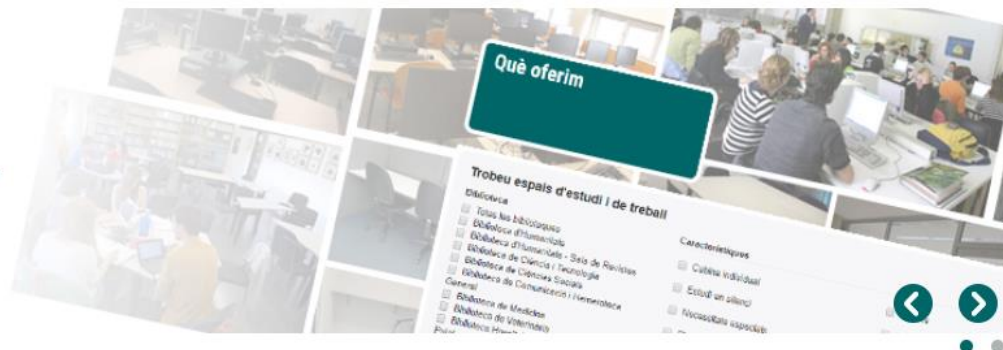 Què oferim
Trobeu espais d'estudi i de treball
Biblioteca
Totes les biblioteques
Biblioteca d'Humanitats
Biblioteca d'Humanitats - Sala de Revistes
Biblioteca de Ciència i Tecnologia
Biblioteca de Ciències Socials
Biblioteca de Comunicació i Hemeroteca
General
Biblioteca de Medicina
Biblioteca de Veterinària
Biblioteca
Característiques
Cabina individual
Estudi en silenci
Necessitats especials